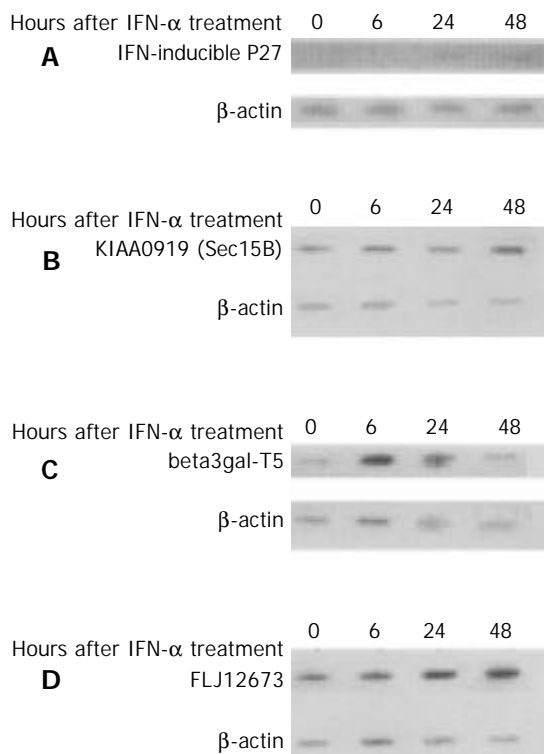 Hours after IFN-α treatment 0 6 24 48
A IFN-inducible P27
β-actin
Hours after IFN-α treatment 0 6 24 48
B KIAA0919 (Sec15B)
β-actin
Hours after IFN-α treatment 0 6 24 48
C beta3gal-T5
β-actin
Hours after IFN-α treatment 0 6 24 48
D FLJ12673
β-actin